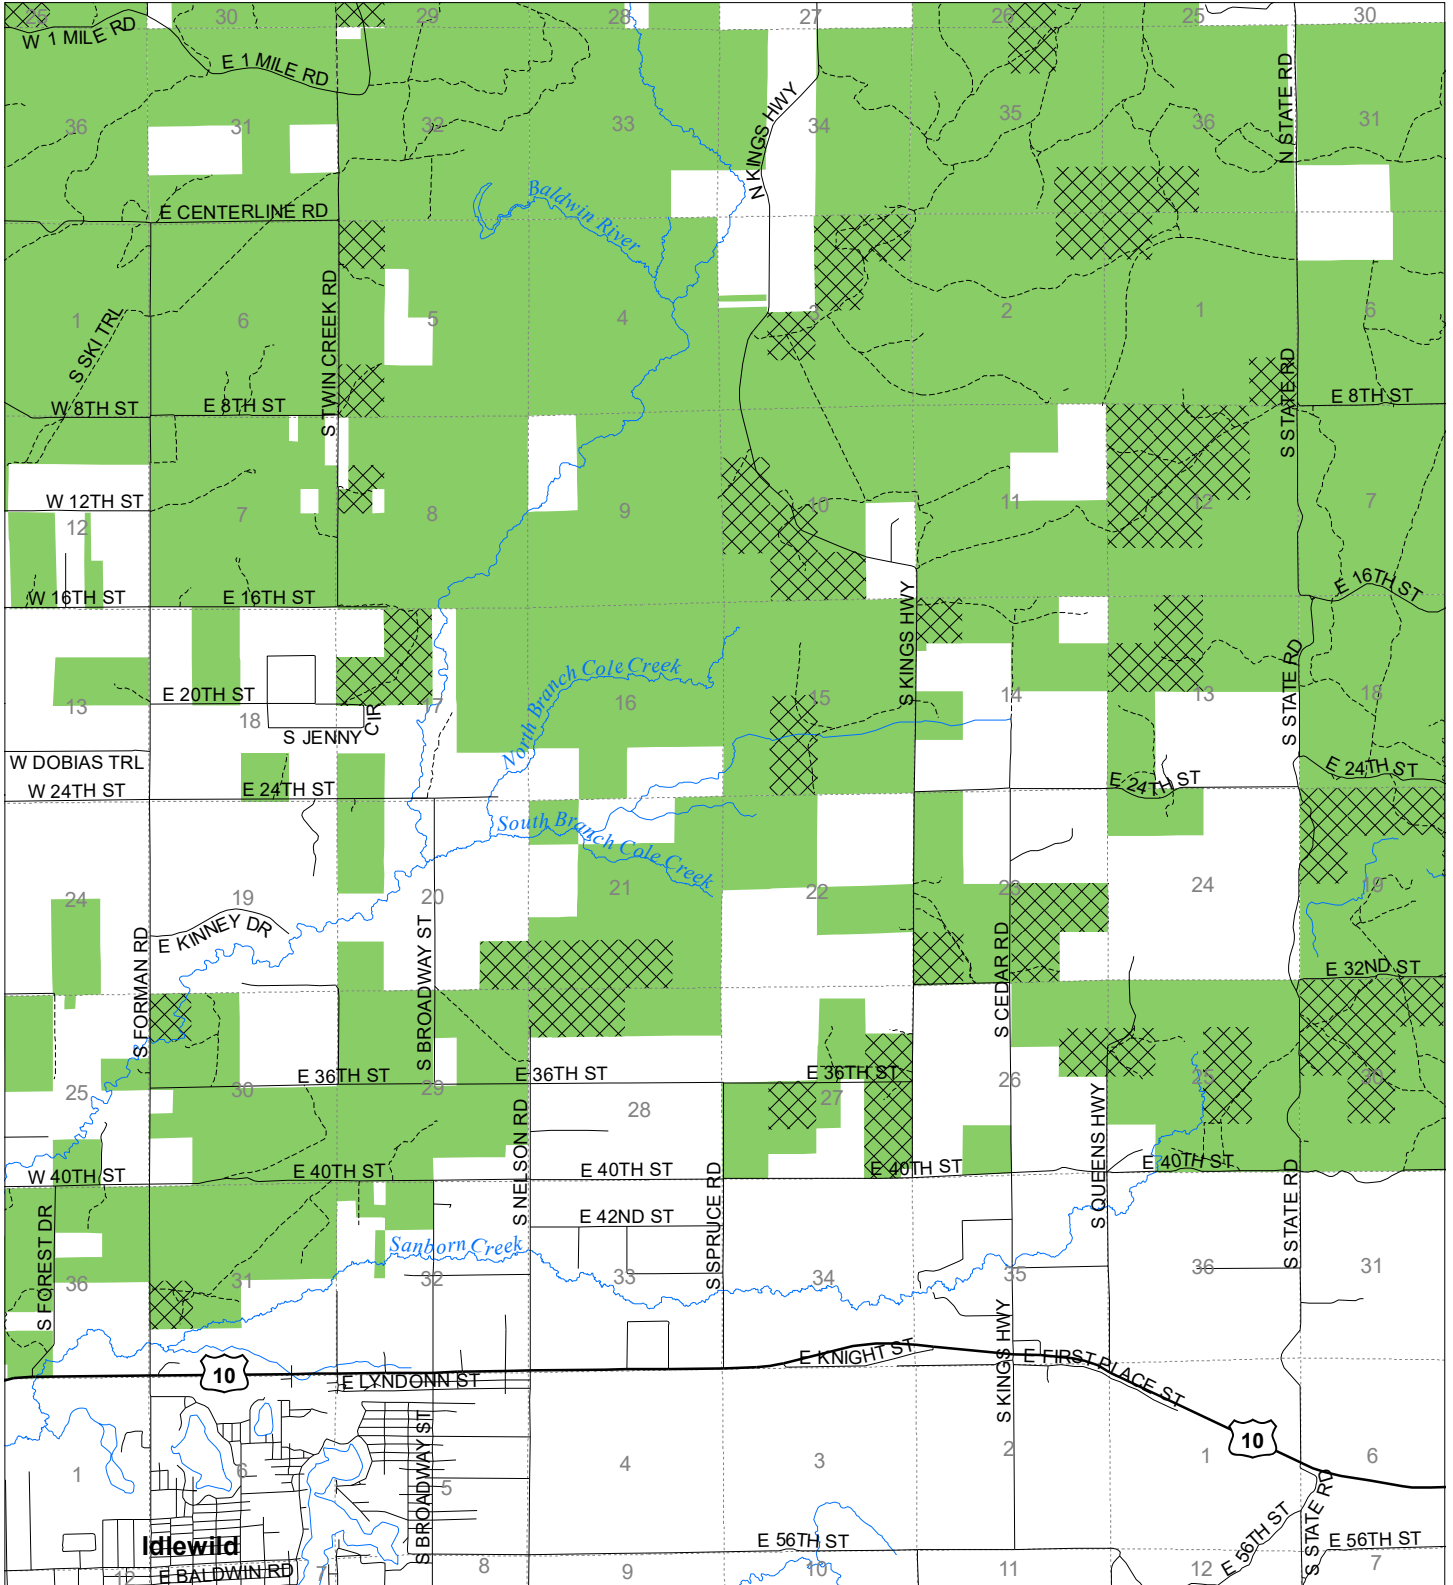 25
30
29
28
27
26
25
30
W 1 MILE RD
E 1 MILE RD
N STATE RD
N KINGS HWY
36
31
32
33
34
35
36
31
Baldwin River
E CENTERLINE RD
S TWIN CREEK RD
S SKI TRL
1
6
5
4
3
2
1
6
W 8TH ST
E 8TH ST
S STATE RD
E 8TH ST
W 12TH ST
12
7
8
9
10
11
12
7
W 16TH ST
E 16TH ST
E 16TH ST
S KINGS HWY
North Branch Cole Creek
E 20TH ST
S STATE RD
13
18
17
16
15
14
13
18
S JENNY CIR
W DOBIAS TRL
W 24TH ST
E 24TH ST
E 24TH ST
E 24TH ST
South Branch Cole Creek
24
19
20
21
22
23
24
19
E KINNEY DR
S FORMAN RD
S BROADWAY ST
S CEDAR RD
E 32ND ST
E 36TH ST
E 36TH ST
E 36TH ST
25
30
29
28
27
26
25
30
S NELSON RD
S QUEENS HWY
W 40TH ST
E 40TH ST
E 40TH ST
E 40TH ST
E 40TH ST
S SPRUCE RD
S STATE RD
E 42ND ST
S FOREST DR
Sanborn Creek
36
31
32
33
34
35
36
31
S KINGS HWY
E KNIGHT ST
E FIRST PLACE ST
10
E LYNDONN ST
10
S BROADWAY ST
1
6
5
4
3
2
1
6
S STATE RD
Idlewild
E 56TH ST
E 56TH ST
E 56TH ST
E BALDWIN RD
12
7
8
9
10
11
12
7